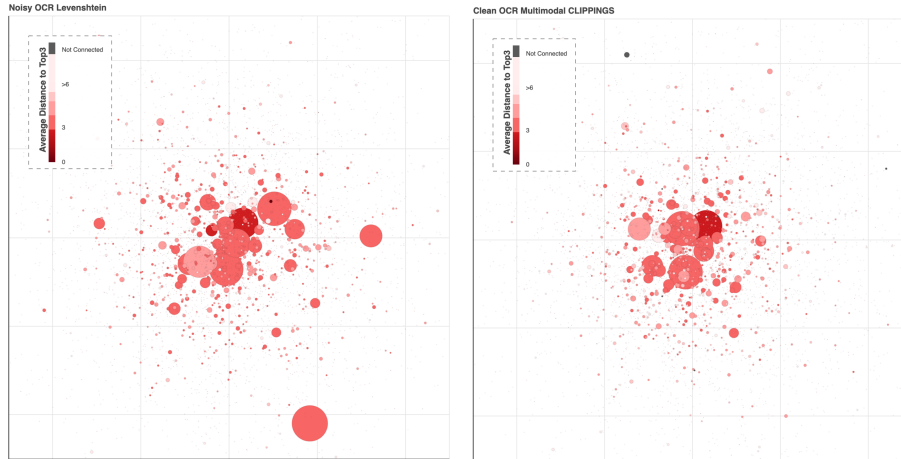 Noisy OCR Levenshtein
Average Distance to Top3
Not Connected
>6
3
0
Clean OCR Multimodal CLIPPINGS
Average Distance to Top3
Not Connected
>6
3
0